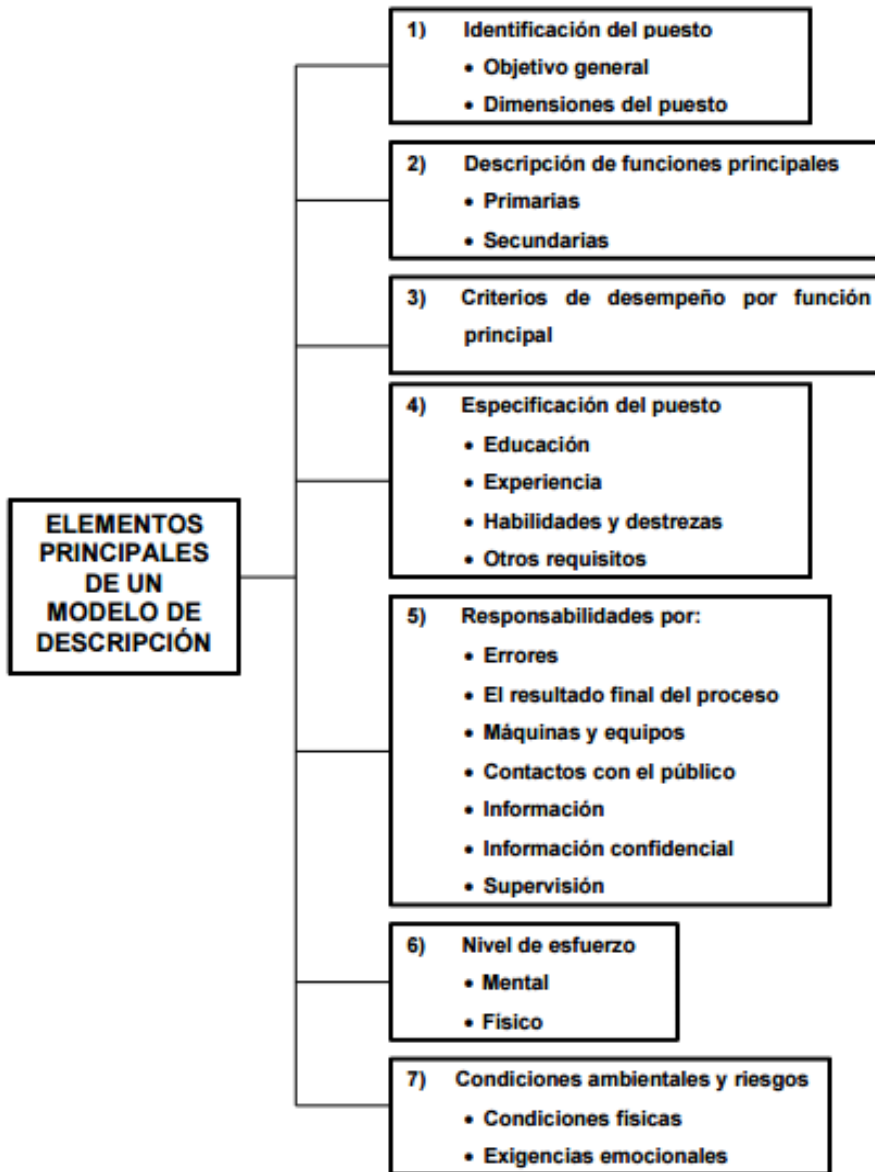 1) Identificación del puesto
• Objetivo general
• Dimensiones del puesto
2) Descripción de funciones principales
• Primarias
• Secundarias
3) Criterios de desempeño por función
principal
4) Especificación del puesto
• Educación
• Experiencia
• Habilidades y destrezas
• Otros requisitos
ELEMENTOS
PRINCIPALES
DE UN
MODELO DE
DESCRIPCIÓN
5) Responsabilidades por:
• Errores
• El resultado final del proceso
• Máquinas y equipos
• Contactos con el público
• Información
• Información confidencial
• Supervisión
6) Nivel de esfuerzo
• Mental
• Físico
7) Condiciones ambientales y riesgos
• Condiciones físicas
• Exigencias emocionales